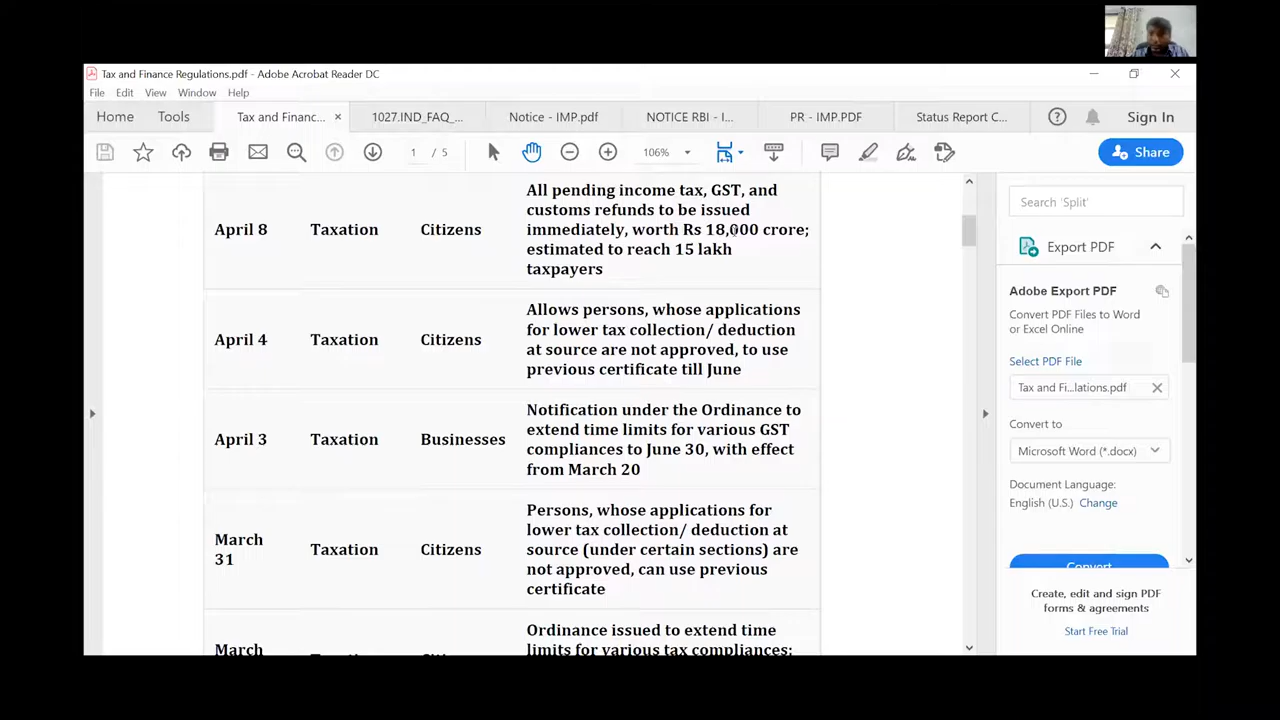 Tax and Finance Regulations.pdf - Adobe Acrobat Reader DC
File Edit View Window Help
Home Tools Tax and Financ... × 1027.IND_FAQ_... Notice - IMP.pdf NOTICE RBI - I... PR - IMP.PDF Status Report C... Sign In
1 / 5 106% Share
April 8 Taxation Citizens
All pending income tax, GST, and
customs refunds to be issued
immediately, worth Rs 18,000 crore;
estimated to reach 15 lakh
taxpayers
April 4 Taxation Citizens
Allows persons, whose applications
for lower tax collection/ deduction
at source are not approved, to use
previous certificate till June
April 3 Taxation Businesses
Notification under the Ordinance to
extend time limits for various GST
compliances to June 30, with effect
from March 20
March
31 Taxation Citizens
Persons, whose applications for
lower tax collection/ deduction at
source (under certain sections) are
not approved, can use previous
certificate
March
Ordinance issued to extend time
limits for various tax compliances;
Search 'Split'
Export PDF
Adobe Export PDF
Convert PDF Files to Word
or Excel Online
Select PDF File
Tax and Fi...lations.pdf
Convert to
Microsoft Word (*.docx)
Document Language:
English (U.S.) Change
Convert
Create, edit and sign PDF
forms & agreements
Start Free Trial